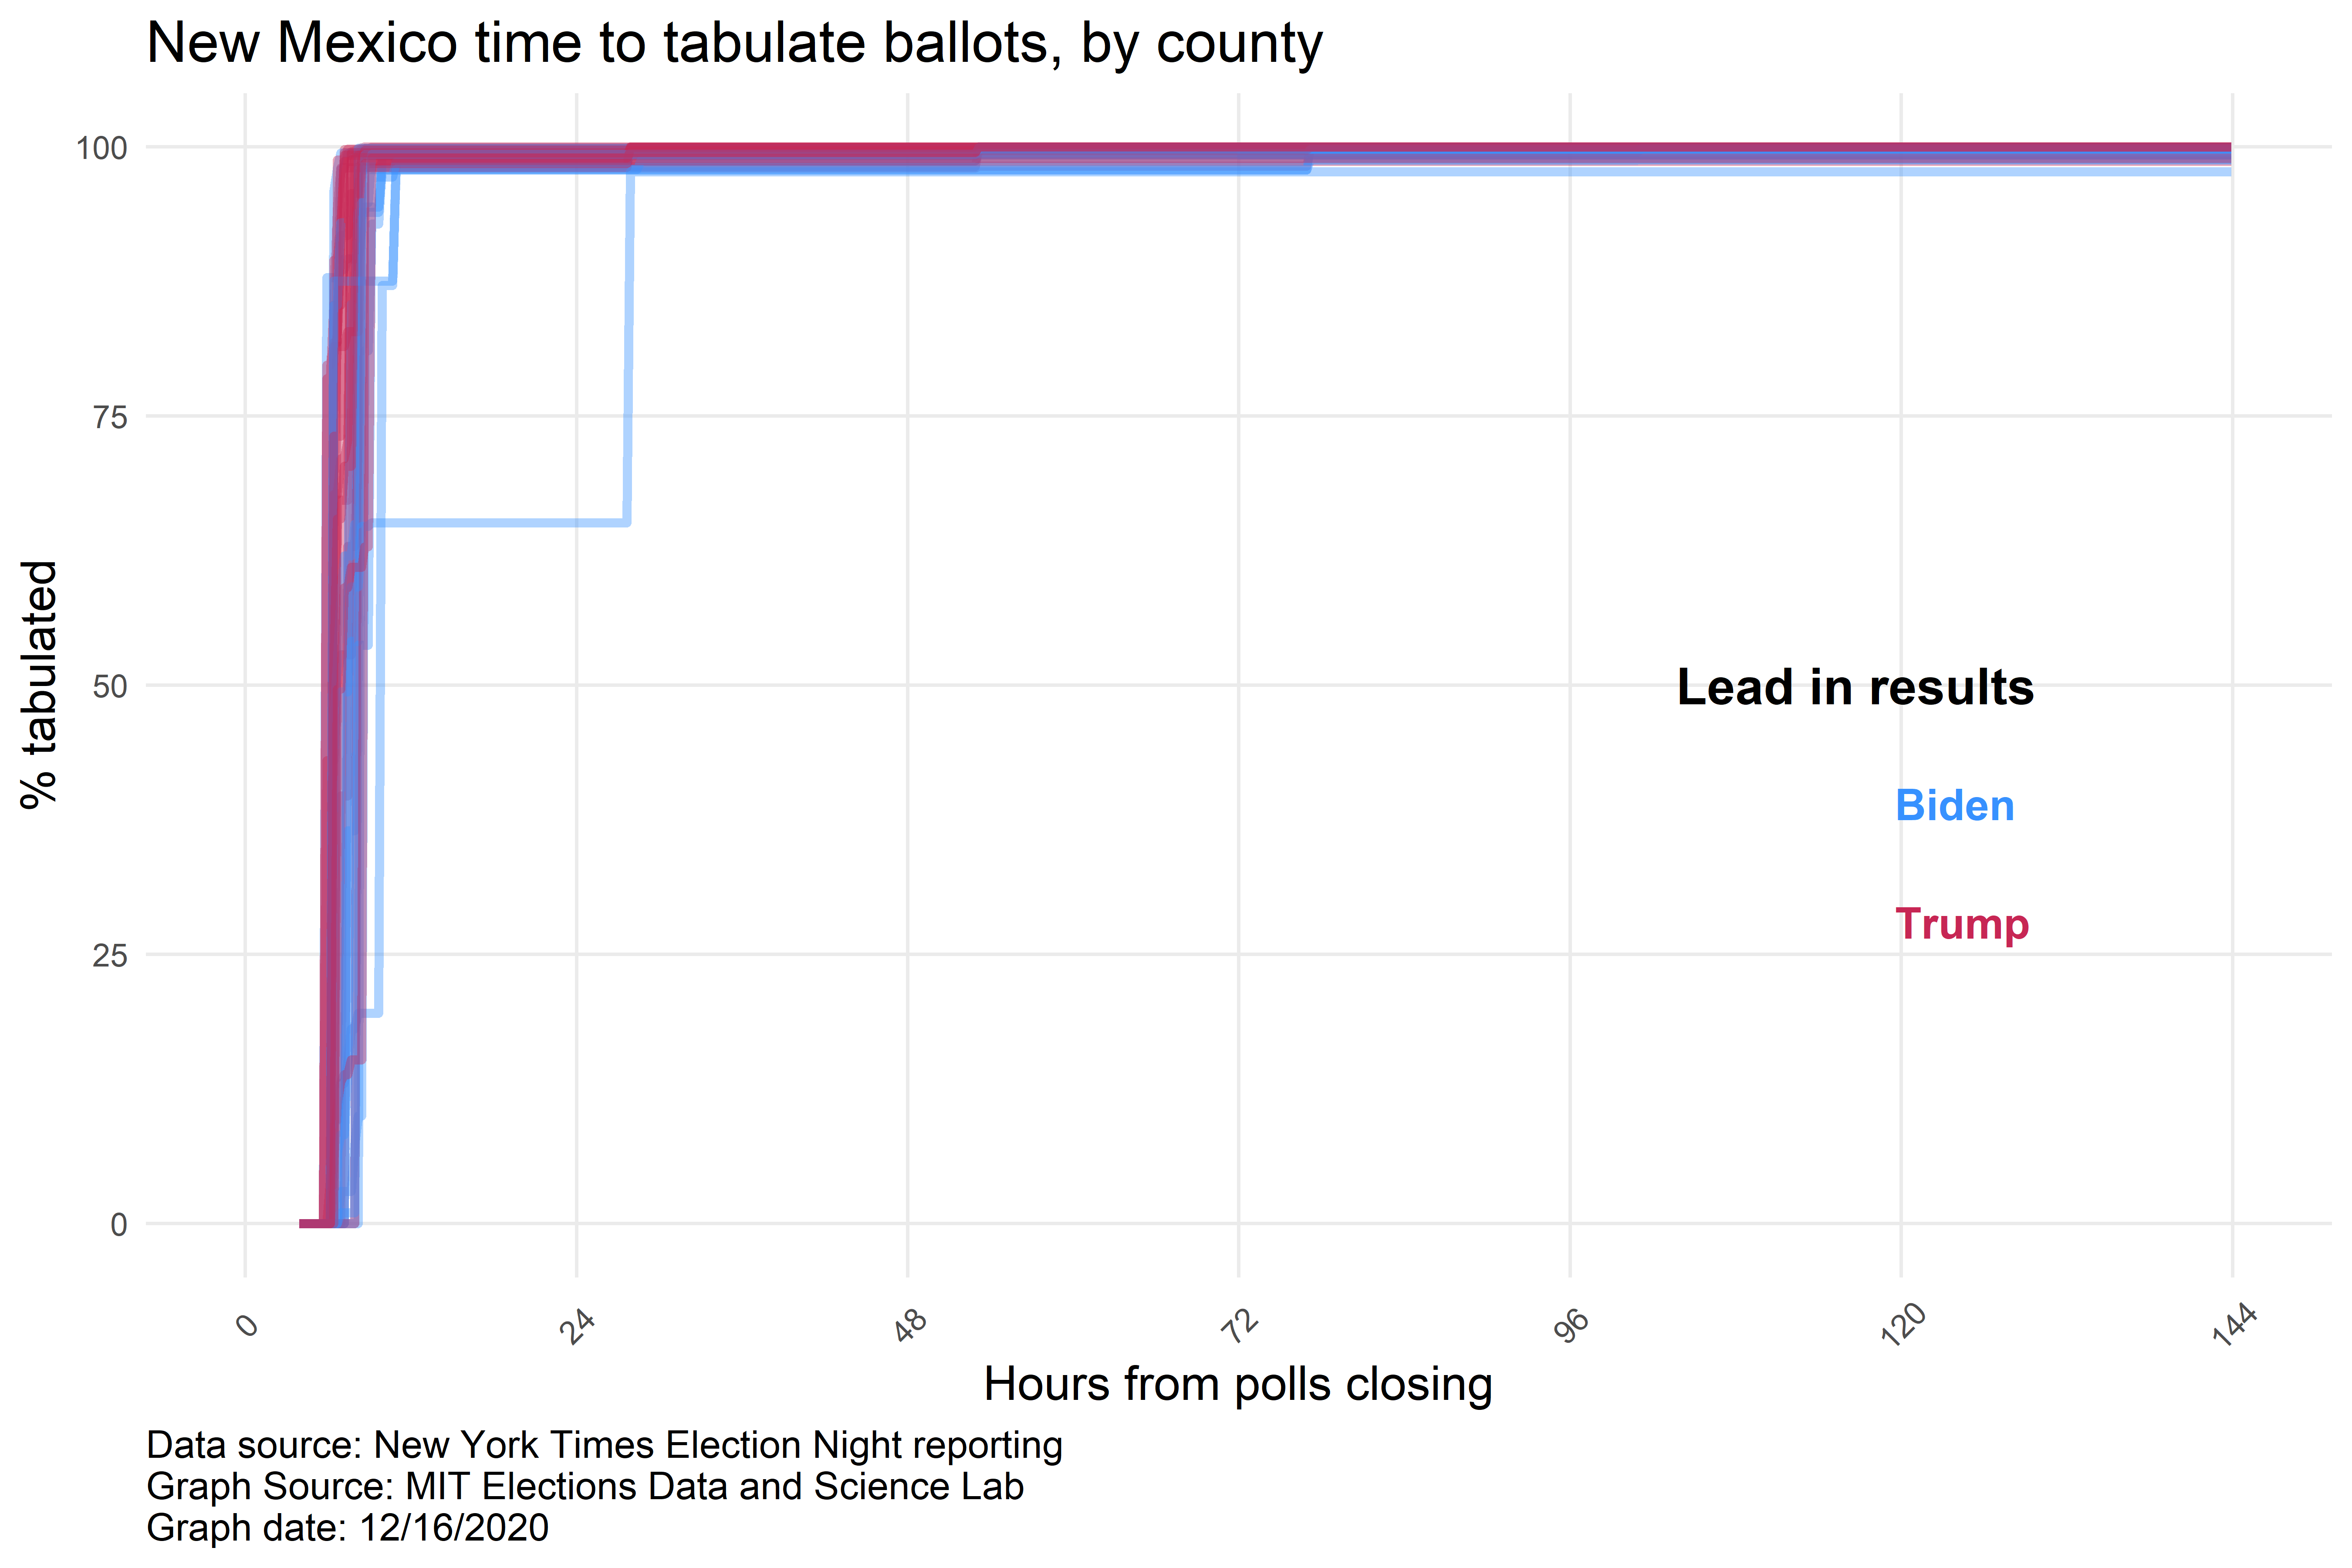 New Mexico time to tabulate ballots, by county
100
75
50
25
0
% tabulated
Lead in results
Biden
Trump
0
24
48
72
96
120
144
Hours from polls closing
Data source: New York Times Election Night reporting
Graph Source: MIT Elections Data and Science Lab
Graph date: 12/16/2020